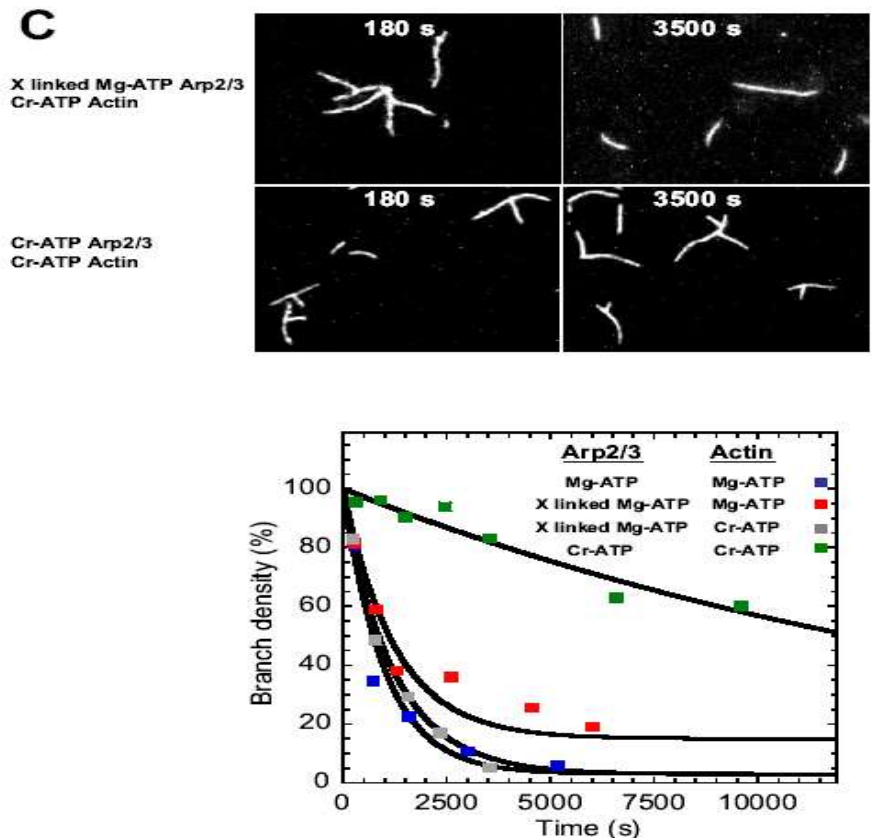 C
180 s 3500 s
X linked Mg-ATP Arp2/3
Cr-ATP Actin
180 s 3500 s
Cr-ATP Arp2/3
Cr-ATP Actin
Arp2/3 Actin
Mg-ATP Mg-ATP
X linked Mg-ATP Mg-ATP
X linked Mg-ATP Cr-ATP
Cr-ATP Cr-ATP
Branch density (%)
100
80
60
40
20
0
0 2500 5000 7500 10000
Time (s)